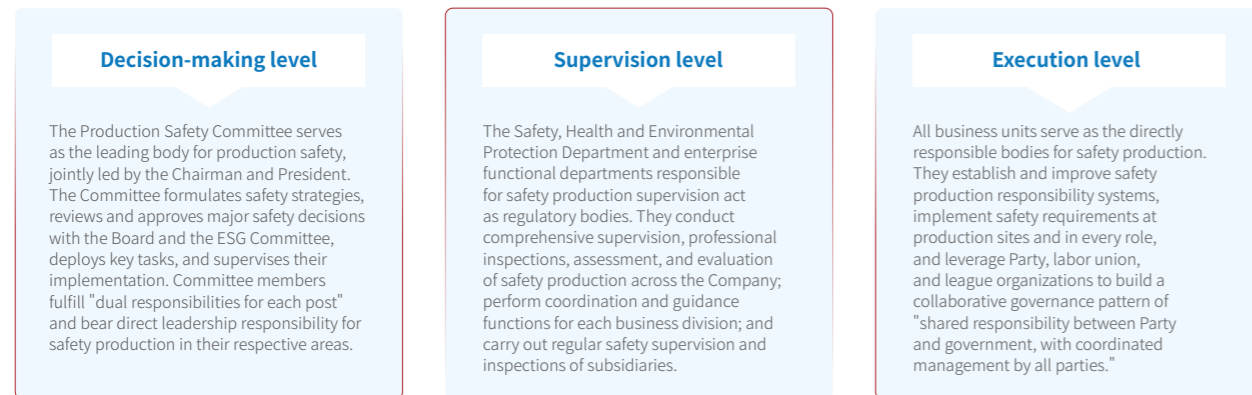 Decision-making level
The Production Safety Committee serves
as the leading body for production safety,
jointly led by the Chairman and President.
The Committee formulates safety strategies,
reviews and approves major safety decisions
with the Board and the ESG Committee,
deploys key tasks, and supervises their
implementation. Committee members
fulfill "dual responsibilities for each post"
and bear direct leadership responsibility for
safety production in their respective areas.
Supervision level
The Safety, Health and Environmental
Protection Department and enterprise
functional departments responsible
for safety production supervision act
as regulatory bodies. They conduct
comprehensive supervision, professional
inspections, assessment, and evaluation
of safety production across the Company;
perform coordination and guidance
functions for each business division; and
carry out regular safety supervision and
inspections of subsidiaries.
Execution level
All business units serve as the directly
responsible bodies for safety production.
They establish and improve safety
production responsibility systems,
implement safety requirements at
production sites and in every role,
and leverage Party, labor union,
and league organizations to build a
collaborative governance pattern of
"shared responsibility between Party
and government, with coordinated
management by all parties."